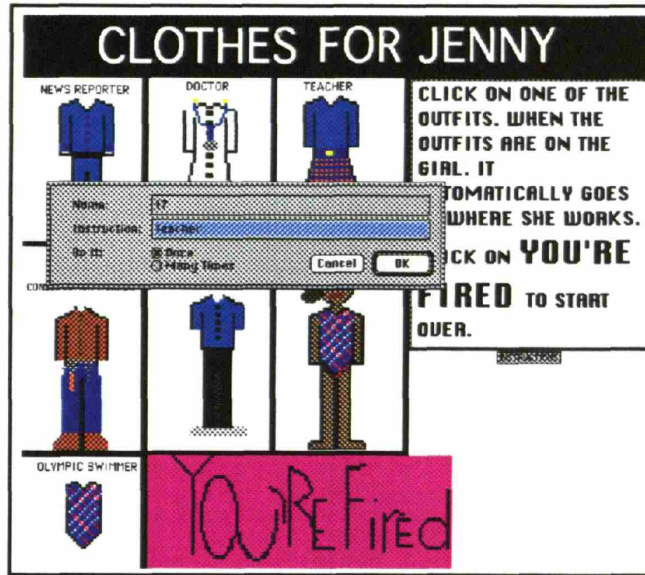 CLOTHES FOR JENNY
NEWS REPORTER
DOCTOR
TEACHER
CLICK ON ONE OF THE
OUTFITS. WHEN THE
OUTFITS ARE ON THE
GIRL. IT
TOMATICALLY GOES
WHERE SHE WORKS.
CK ON YOU'RE
FIRED TO START
OVER.
Name:
Instruction: Teacher
Do It: Once
Many Times
Cancel OK
OLYMPIC SWIMMER
YOU'RE FirEd